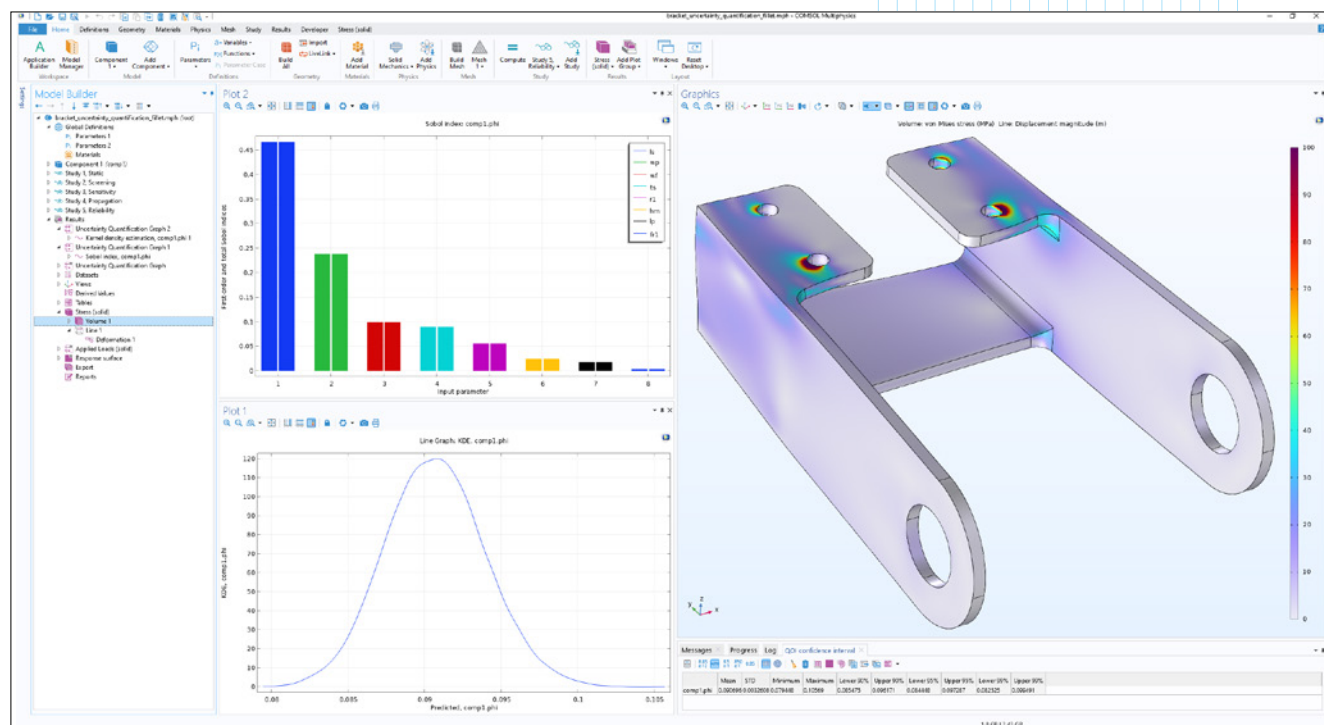 bracket_uncertainty_quantification_fillet.mph - COMSOL Multiphysics
File Home Definitions Geometry Materials Physics Mesh Study Results Developer Stress (solid)
Application Builder
Model Manager
Component 1
Add Component
Parameters
Variables
Functions
Parameter Case
Build All
Import
LiveLink
Add Material
Solid Mechanics
Add Physics
Build Mesh
Mesh 1
Compute
Study 5, Reliability
Add Study
Stress (solid)
Add Plot Group
Windows
Reset Desktop
Workspace Model Definitions Geometry Materials Physics Mesh Study Results Layout
Settings
Model Builder
bracket_uncertainty_quantification_fillet.mph (root)
Global Definitions
Parameters 1
Parameters 2
Materials
Component 1 (comp1)
Study 1, Static
Study 2, Screening
Study 3, Sensitivity
Study 4, Propagation
Study 5, Reliability
Results
Uncertainty Quantification Graph 2
Kernel density estimation, comp1.phi 1
Uncertainty Quantification Graph 1
Sobol index, comp1.phi
Uncertainty Quantification Graph
Datasets
Views
Derived Values
Tables
Stress (solid)
Volume 1
Line 1
Deformation 1
Applied Loads (solid)
Response surface
Export
Reports
Plot 2
Sobol index: comp1.phi
First order and total Sobol indices
0.45
0.4
0.35
0.3
0.25
0.2
0.15
0.1
0.05
0
1 2 3 4 5 6 7 8
Input parameter
Plot 1
Line Graph: KDE, comp1.phi
KDE, comp1.phi
120
110
100
90
80
70
60
50
40
30
20
10
0
0.08 0.085 0.09 0.095 0.1 0.105
Predicted, comp1.phi
Graphics
Volume: von Mises stress (MPa) Line: Displacement magnitude (m)
100
90
80
70
60
50
40
30
20
10
0
y z x
Messages Progress Log QOI confidence interval
Mean STD Minimum Maximum Lower 90% Upper 90% Lower 95% Upper 95% Lower 99% Upper 99%
comp1.phi